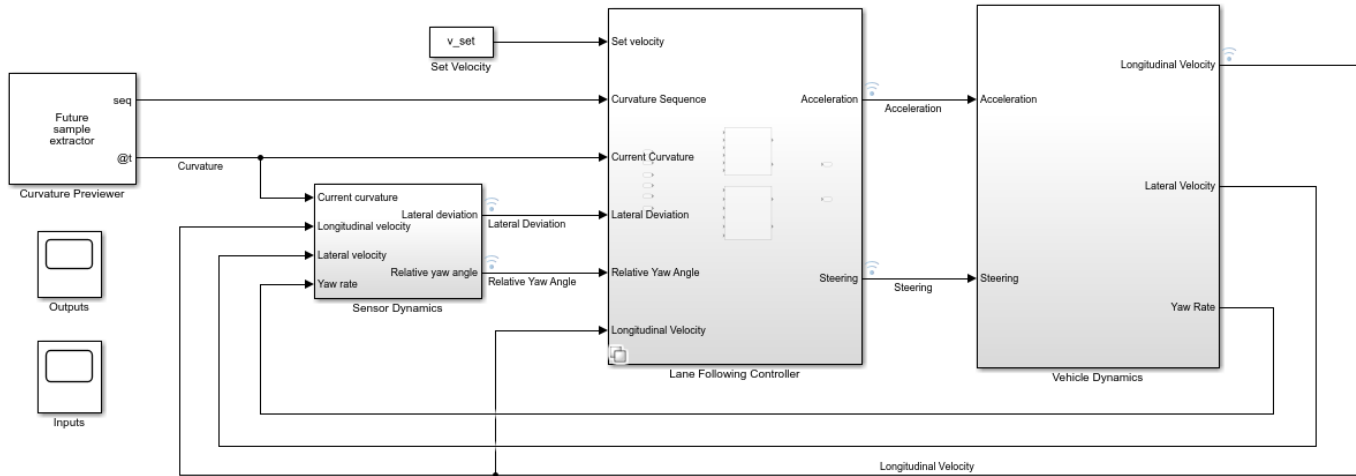 v_set
Set Velocity
Future
sample
extractor
seq
@t
Curvature Previewer
Curvature
Current curvature
Longitudinal velocity
Lateral velocity
Yaw rate
Lateral deviation
Relative yaw angle
Sensor Dynamics
Lateral Deviation
Relative Yaw Angle
Outputs
Inputs
Set velocity
Curvature Sequence
Current Curvature
Lateral Deviation
Relative Yaw Angle
Longitudinal Velocity
Acceleration
Steering
Lane Following Controller
Acceleration
Steering
Acceleration
Steering
Longitudinal Velocity
Lateral Velocity
Yaw Rate
Vehicle Dynamics
Longitudinal Velocity